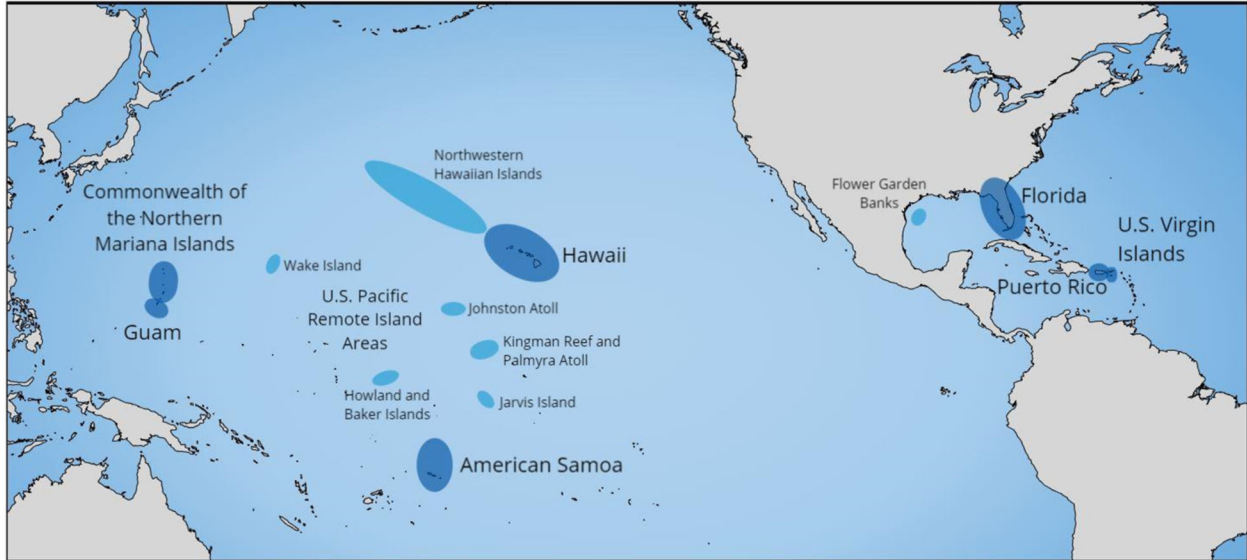 Northwestern
Hawaiian Islands
Commonwealth of
the Northern
Mariana Islands
Flower Garden
Banks
Florida
U.S. Virgin
Islands
Hawaii
Wake Island
Puerto Rico
U.S. Pacific
Remote Island
Areas
Johnston Atoll
Guam
Kingman Reef and
Palmyra Atoll
Howland and
Baker Islands
Jarvis Island
American Samoa